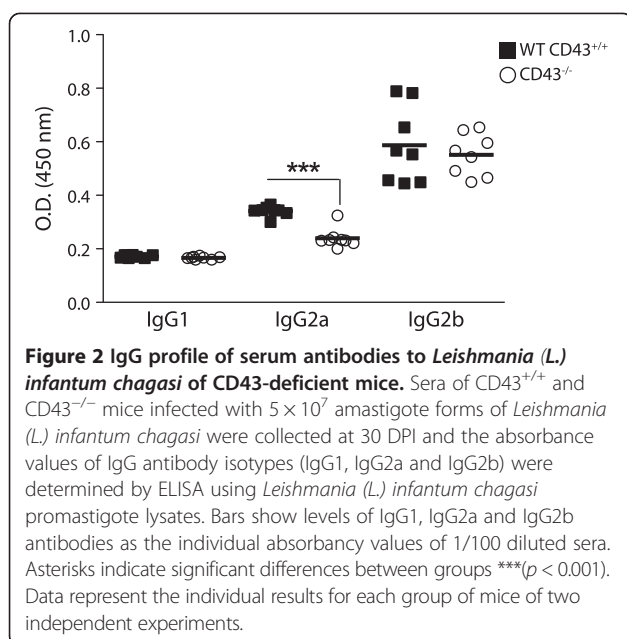 1.0
0.8
0.6
0.4
0.2
0.0
O.D. (450 nm)
WT CD43+/+
CD43-/-
***
IgG1
IgG2a
IgG2b
Figure 2 IgG profile of serum antibodies to Leishmania (L.)
infantum chagasi of CD43-deficient mice. Sera of CD43+/+ and
CD43−/− mice infected with 5 × 10⁷ amastigote forms of Leishmania
(L.) infantum chagasi were collected at 30 DPI and the absorbance
values of IgG antibody isotypes (IgG1, IgG2a and IgG2b) were
determined by ELISA using Leishmania (L.) infantum chagasi
promastigote lysates. Bars show levels of IgG1, IgG2a and IgG2b
antibodies as the individual absorbancy values of 1/100 diluted sera.
Asterisks indicate significant differences between groups ***(p < 0.001).
Data represent the individual results for each group of mice of two
independent experiments.